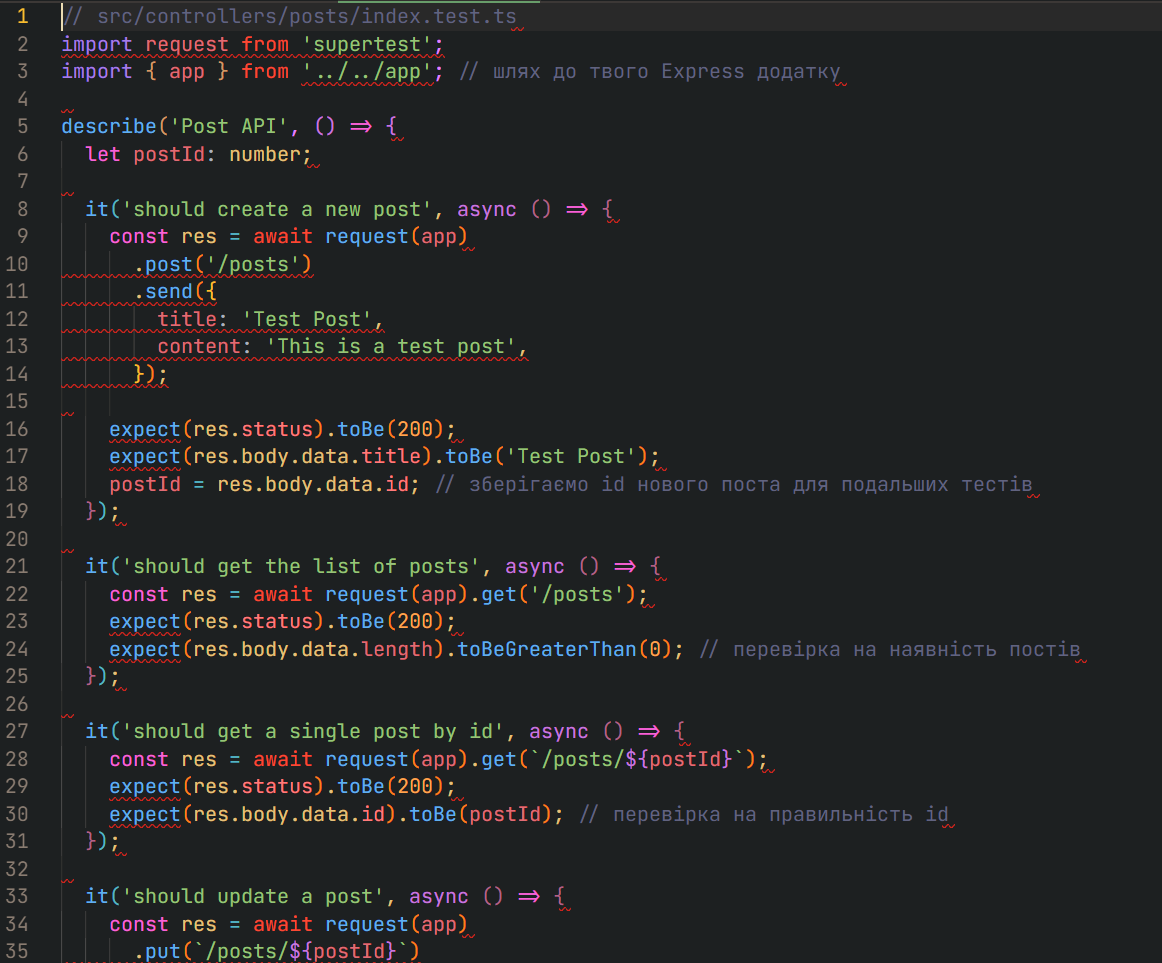 1 // src/controllers/posts/index.test.ts
2 import request from 'supertest';
3 import { app } from '../../app'; // шлях до твого Express додатку
4
5 describe('Post API', () => {
6   let postId: number;
7
8   it('should create a new post', async () => {
9     const res = await request(app)
10       .post('/posts')
11       .send({
12         title: 'Test Post',
13         content: 'This is a test post',
14       });
15
16     expect(res.status).toBe(200);
17     expect(res.body.data.title).toBe('Test Post');
18     postId = res.body.data.id; // зберігаємо id нового поста для подальших тестів
19   });
20
21   it('should get the list of posts', async () => {
22     const res = await request(app).get('/posts');
23     expect(res.status).toBe(200);
24     expect(res.body.data.length).toBeGreaterThan(0); // перевірка на наявність постів
25   });
26
27   it('should get a single post by id', async () => {
28     const res = await request(app).get(`/posts/${postId}`);
29     expect(res.status).toBe(200);
30     expect(res.body.data.id).toBe(postId); // перевірка на правильність id
31   });
32
33   it('should update a post', async () => {
34     const res = await request(app)
35       .put(`/posts/${postId}`)